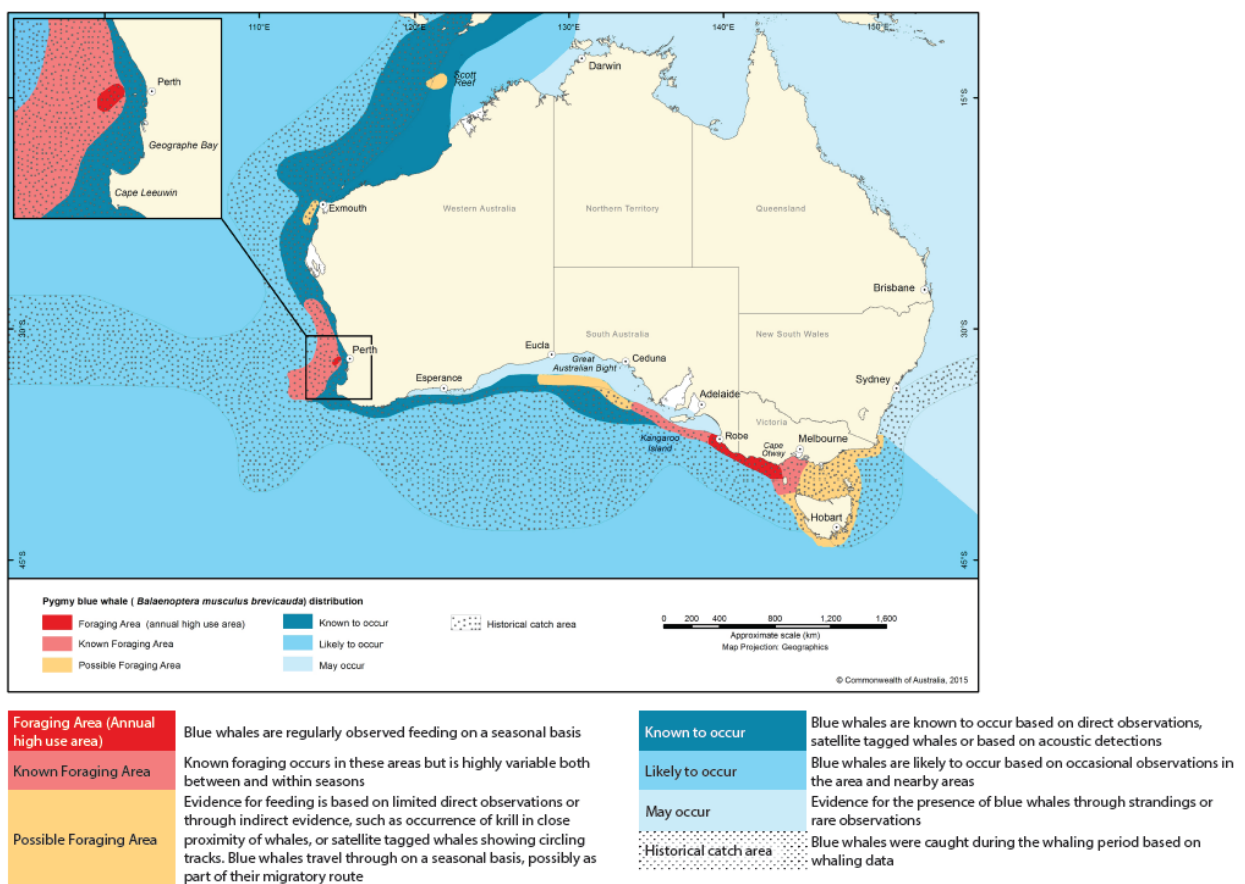 110°E
120°E
130°E
140°E
150°E
Scott
Reef
Darwin
15°S
Perth
Geographe Bay
Cape Leeuwin
Exmouth
Western Australia
Northern Territory
Queensland
Brisbane
30°S
30°S
South Australia
New South Wales
Perth
Eucla
Great
Australian Bight
Ceduna
Esperance
Sydney
Adelaide
Victoria
Kangaroo
Island
Robe
Cape
Otway
Melbourne
Hobart
45°S
45°S
Pygmy blue whale ( Balaenoptera musculus brevicauda) distribution
Foraging Area (annual high use area)
Known Foraging Area
Possible Foraging Area
Known to occur
Likely to occur
May occur
Historical catch area
0 200 400 800 1,200 1,600
Approximate scale (km)
Map Projection: Geographics
© Commonwealth of Australia, 2015
Foraging Area (Annual
high use area)
Blue whales are regularly observed feeding on a seasonal basis
Known Foraging Area
Known foraging occurs in these areas but is highly variable both
between and within seasons
Possible Foraging Area
Evidence for feeding is based on limited direct observations or
through indirect evidence, such as occurrence of krill in close
proximity of whales, or satellite tagged whales showing circling
tracks. Blue whales travel through on a seasonal basis, possibly as
part of their migratory route
Known to occur
Blue whales are known to occur based on direct observations,
satellite tagged whales or based on acoustic detections
Likely to occur
Blue whales are likely to occur based on occasional observations in
the area and nearby areas
May occur
Evidence for the presence of blue whales through strandings or
rare observations
Historical catch area
Blue whales were caught during the whaling period based on
whaling data